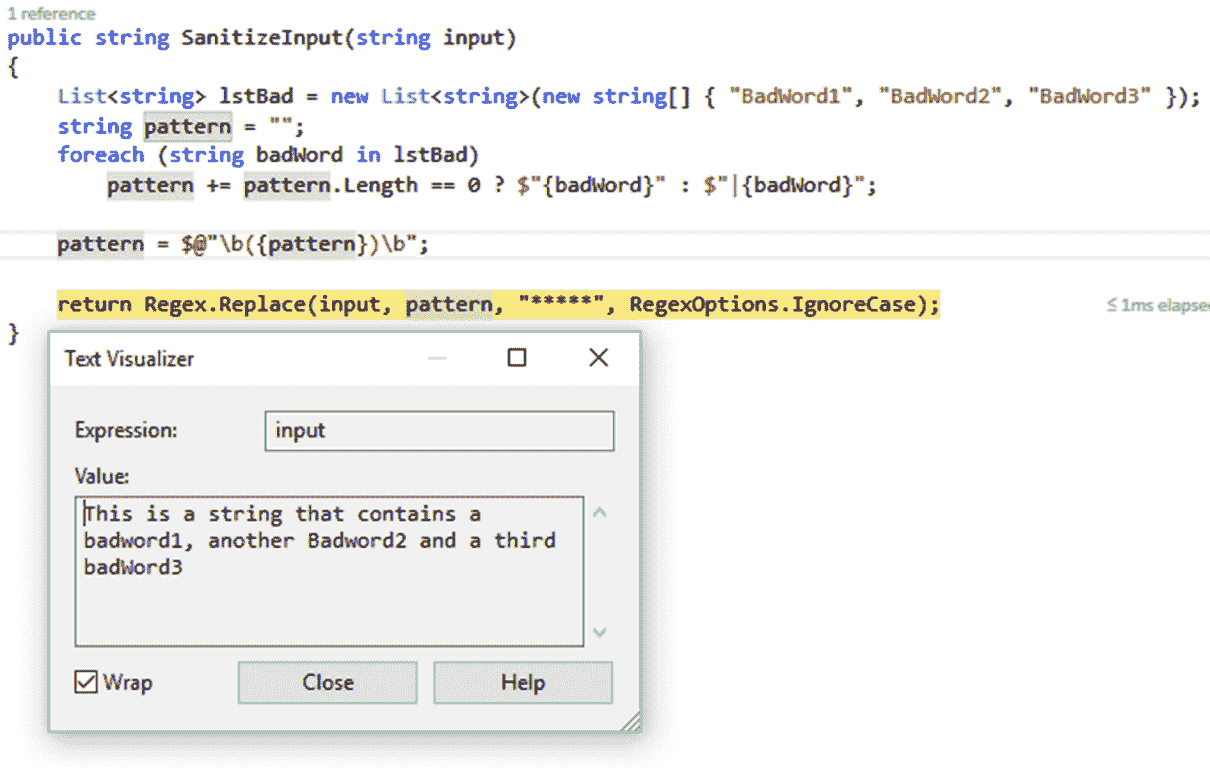 1 reference
public string SanitizeInput(string input)
{
List<string> lstBad = new List<string>(new string[] { "BadWord1", "BadWord2", "BadWord3" });
string pattern = "";
foreach (string badWord in lstBad)
pattern += pattern.Length == 0 ? $"{badWord}" : $"|{badWord}";
pattern = $@"\b({pattern})\b";
return Regex.Replace(input, pattern, "*****", RegexOptions.IgnoreCase);
≤ 1ms elapse
}
Text Visualizer
Expression:
input
Value:
This is a string that contains a
badword1, another Badword2 and a third
badWord3
Wrap
Close
Help